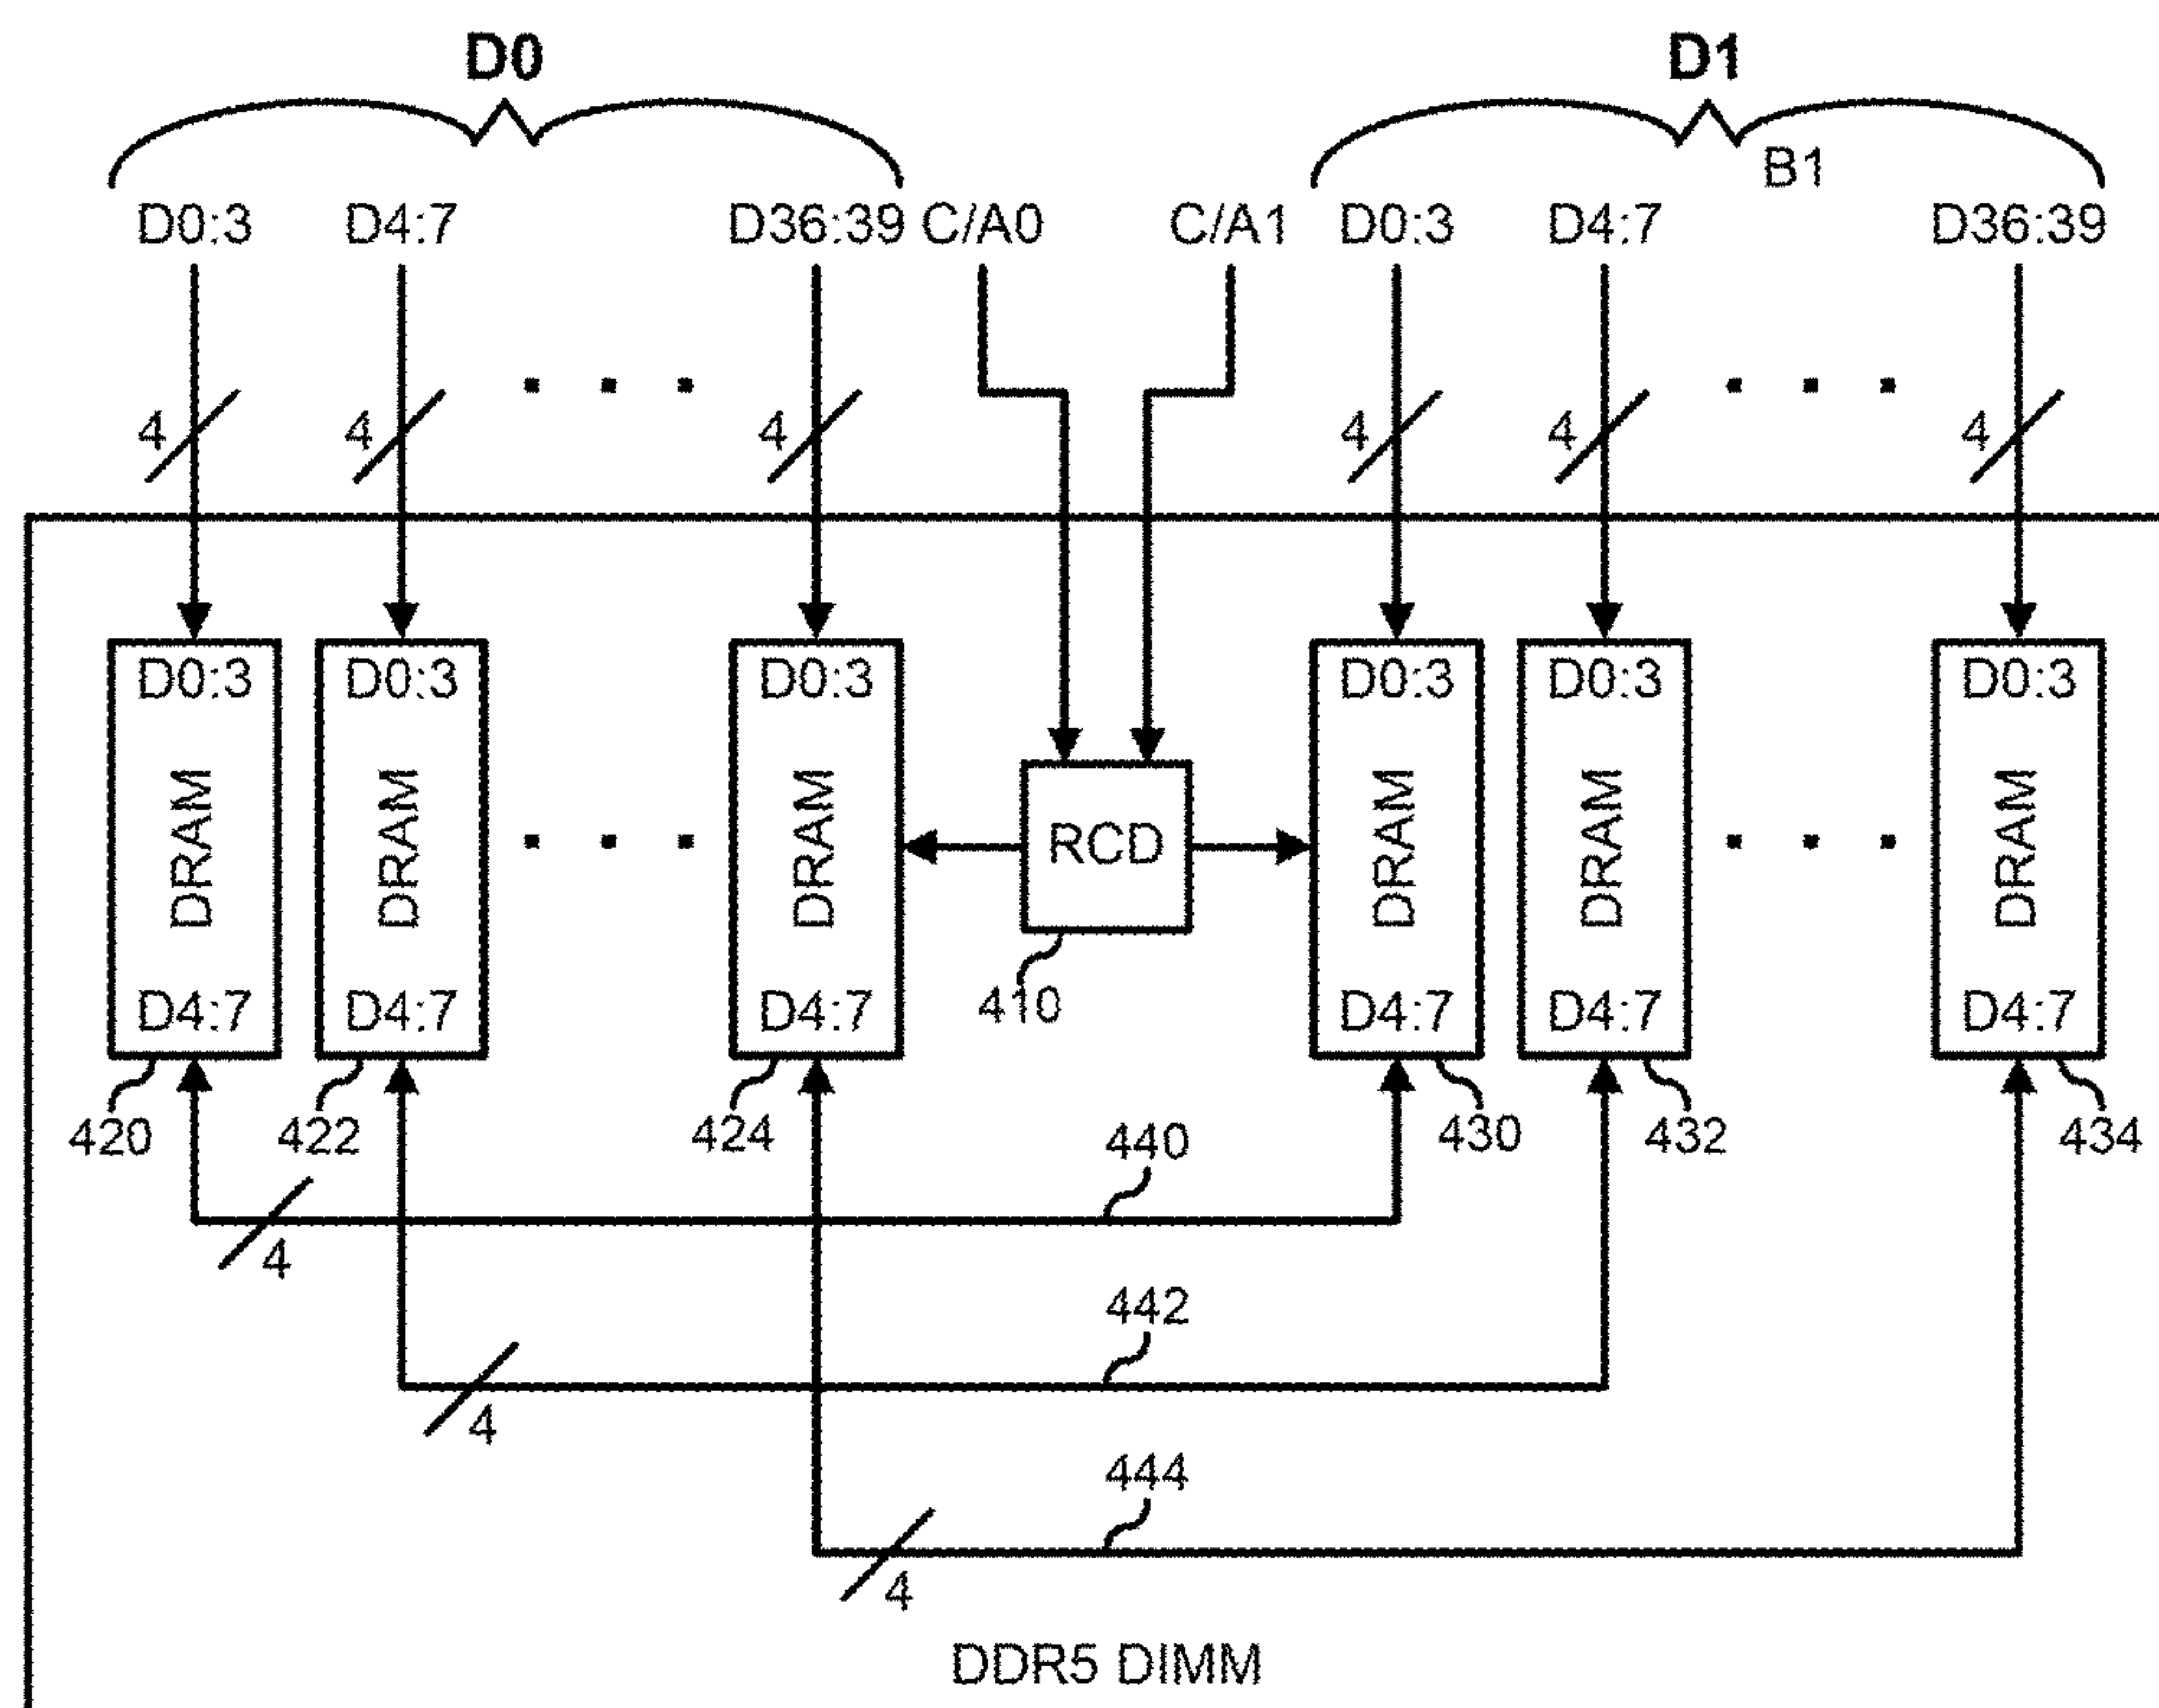 D0 D1
B1
D0:3 D4:7 D36:39 C/A0 C/A1 D0:3 D4:7 D36:39
4 4 4 4 4 4
D0:3 D0:3 D0:3 D0:3 D0:3 D0:3
DRAM DRAM DRAM RCD DRAM DRAM DRAM
D4:7 D4:7 D4:7 410 D4:7 D4:7 D4:7
420 422 424 440 430 432 434
4
442
4
444
4
DDR5 DIMM